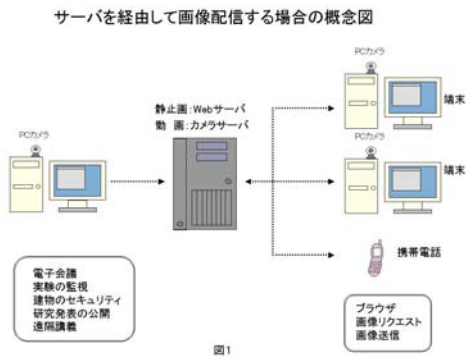 サーバを経由して画像配信する場合の概念図
PCカメラ
静止画:Webサーバ
動 画:カメラサーバ
PCカメラ
端末
PCカメラ
端末
携帯電話
電子会議
実験の監視
建物のセキュリティ
研究発表の公開
遠隔講義
ブラウザ
画像リクエスト
画像送信
図1